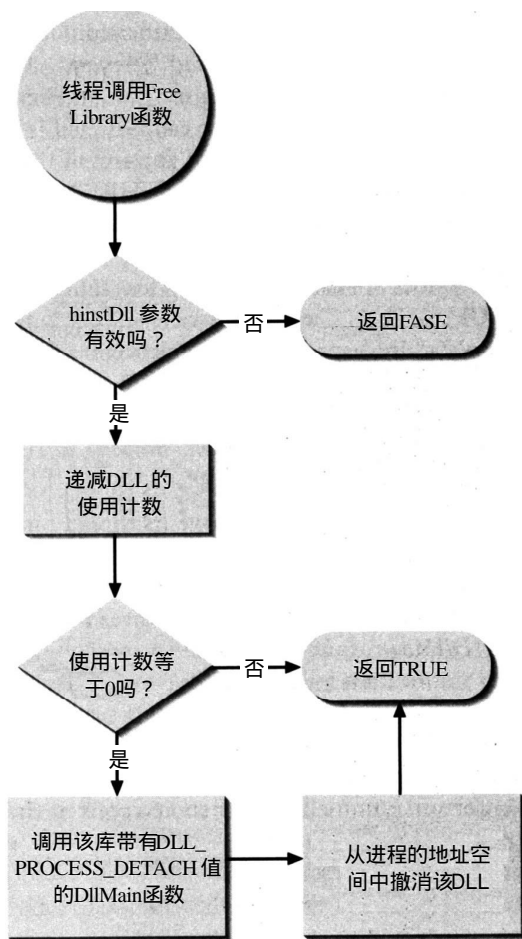 线程调用Free
Library函数
hinstDll 参数
有效吗？
否
返回FASE
是
递减DLL 的
使用计数
使用计数等
于0吗？
否
返回TRUE
是
调用该库带有DLL_
PROCESS_DETACH 值
的DllMain函数
从进程的地址空
间中撤消该DLL